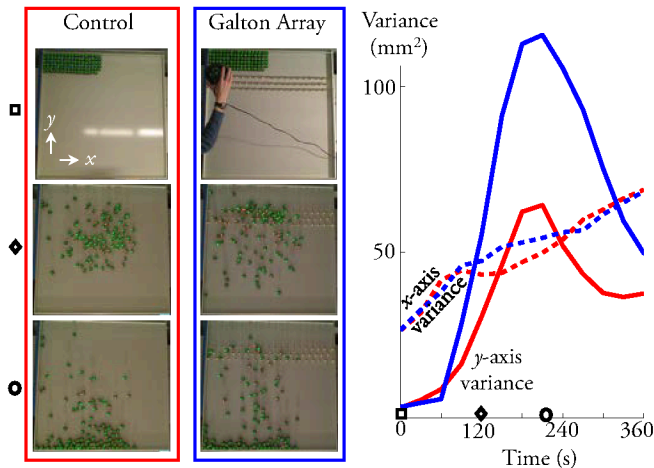 Control
Galton Array
Variance
(mm²)
y
x
100
50
x-axis
variance
y-axis
variance
0
120
240
360
Time (s)